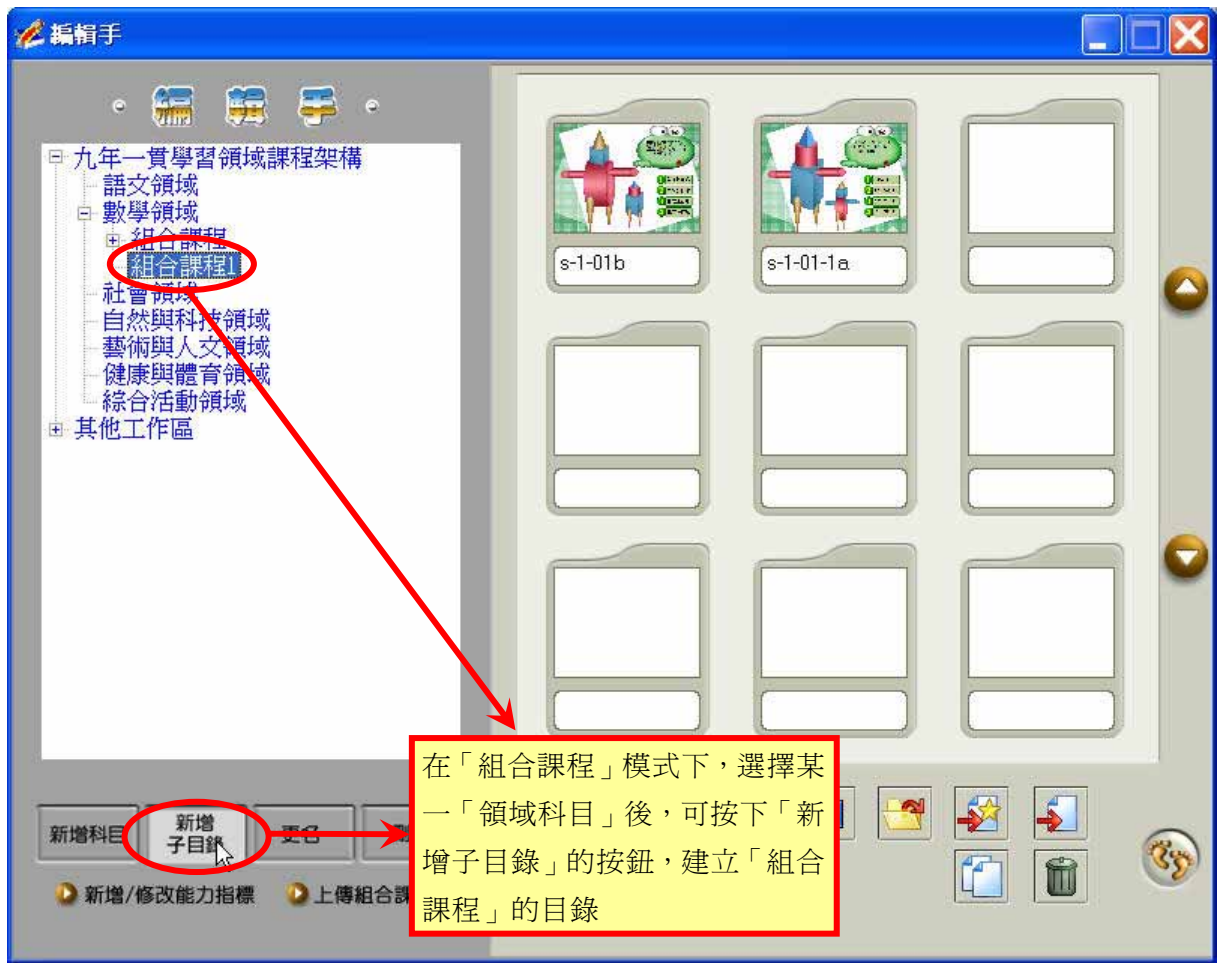 編輯手
編輯手
九年一貫學習領域課程架構
語文領域
數學領域
組合課程
組合課程1
社會領域
自然與科技領域
藝術與人文領域
健康與體育領域
綜合活動領域
其他工作區
s-1-01b
s-1-01-1a
新增科目
新增
子目錄
更名
新增/修改能力指標
上傳組合課
在「組合課程」模式下，選擇某
一「領域科目」後，可按下「新
增子目錄」的按鈕，建立「組合
課程」的目錄